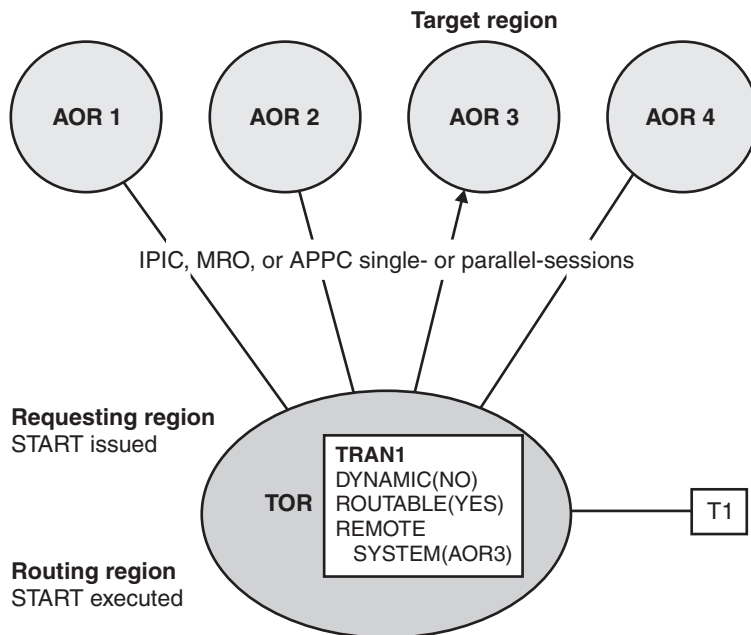 Target region
AOR 1
AOR 2
AOR 3
AOR 4
IPIC, MRO, or APPC single- or parallel-sessions
Requesting region
START issued
TOR
TRAN1
DYNAMIC(NO)
ROUTABLE(YES)
REMOTE
SYSTEM(AOR3)
T1
Routing region
START executed